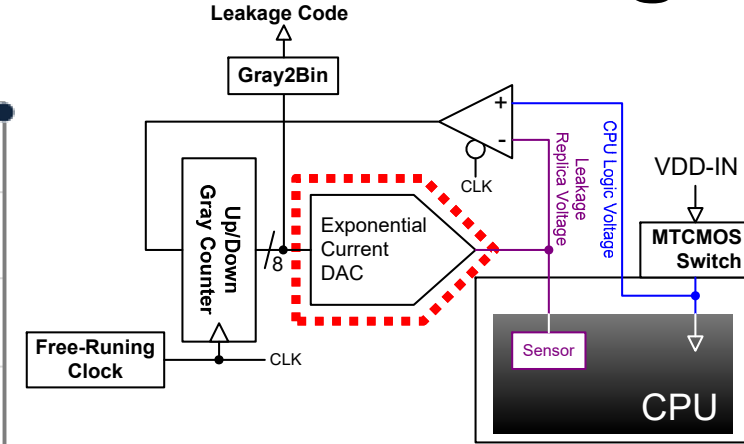 Leakage Code
Gray2Bin
+
-
CLK
CPU Logic Voltage
Leakage
Replica Voltage
VDD-IN
MTCMOS
Switch
Up/Down
Gray Counter
8
Exponential
Current
DAC
Free-Runing
Clock
CLK
Sensor
CPU